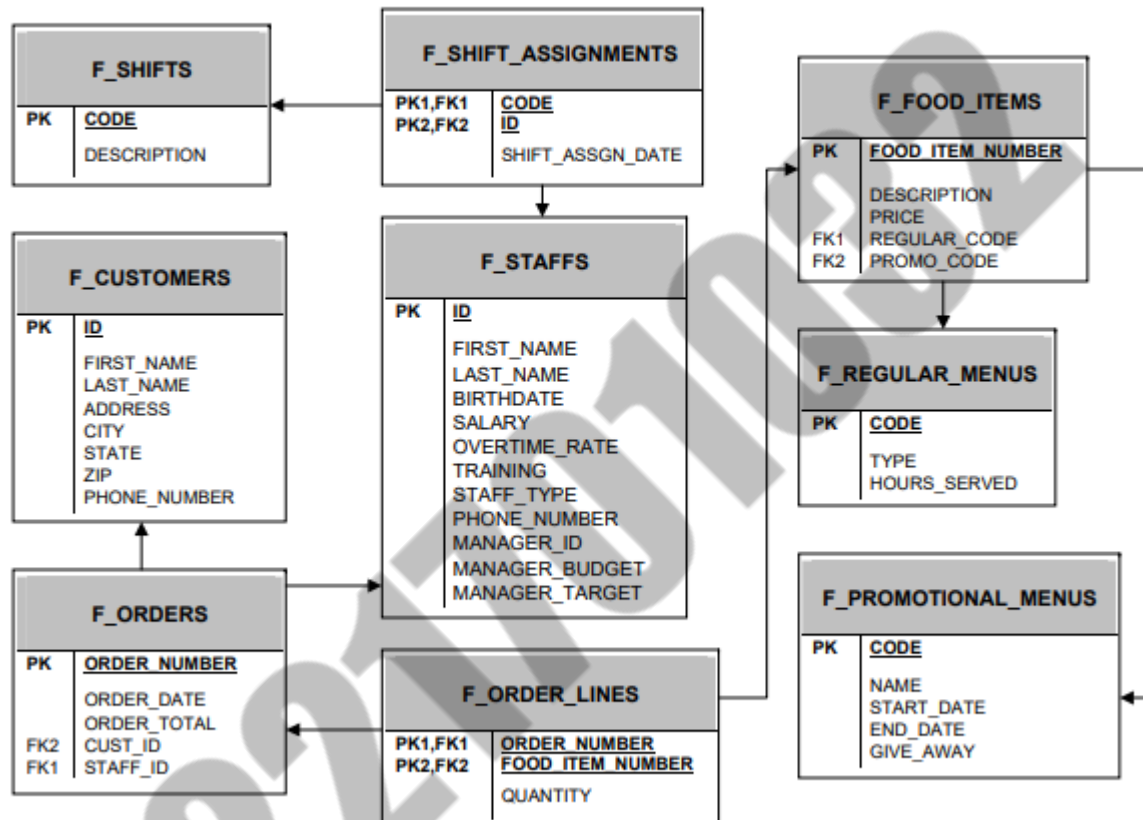 F_SHIFTS
PK CODE
DESCRIPTION
F_SHIFT_ASSIGNMENTS
PK1,FK1 CODE
PK2,FK2 ID
SHIFT_ASSGN_DATE
F_FOOD_ITEMS
PK FOOD_ITEM_NUMBER
DESCRIPTION
PRICE
FK1 REGULAR_CODE
FK2 PROMO_CODE
F_CUSTOMERS
PK ID
FIRST_NAME
LAST_NAME
ADDRESS
CITY
STATE
ZIP
PHONE_NUMBER
F_STAFFS
PK ID
FIRST_NAME
LAST_NAME
BIRTHDATE
SALARY
OVERTIME_RATE
TRAINING
STAFF_TYPE
PHONE_NUMBER
MANAGER_ID
MANAGER_BUDGET
MANAGER_TARGET
F_REGULAR_MENUS
PK CODE
TYPE
HOURS_SERVED
F_ORDERS
PK ORDER_NUMBER
ORDER_DATE
ORDER_TOTAL
FK2 CUST_ID
FK1 STAFF_ID
F_ORDER_LINES
PK1,FK1 ORDER_NUMBER
PK2,FK2 FOOD_ITEM_NUMBER
QUANTITY
F_PROMOTIONAL_MENUS
PK CODE
NAME
START_DATE
END_DATE
GIVE_AWAY